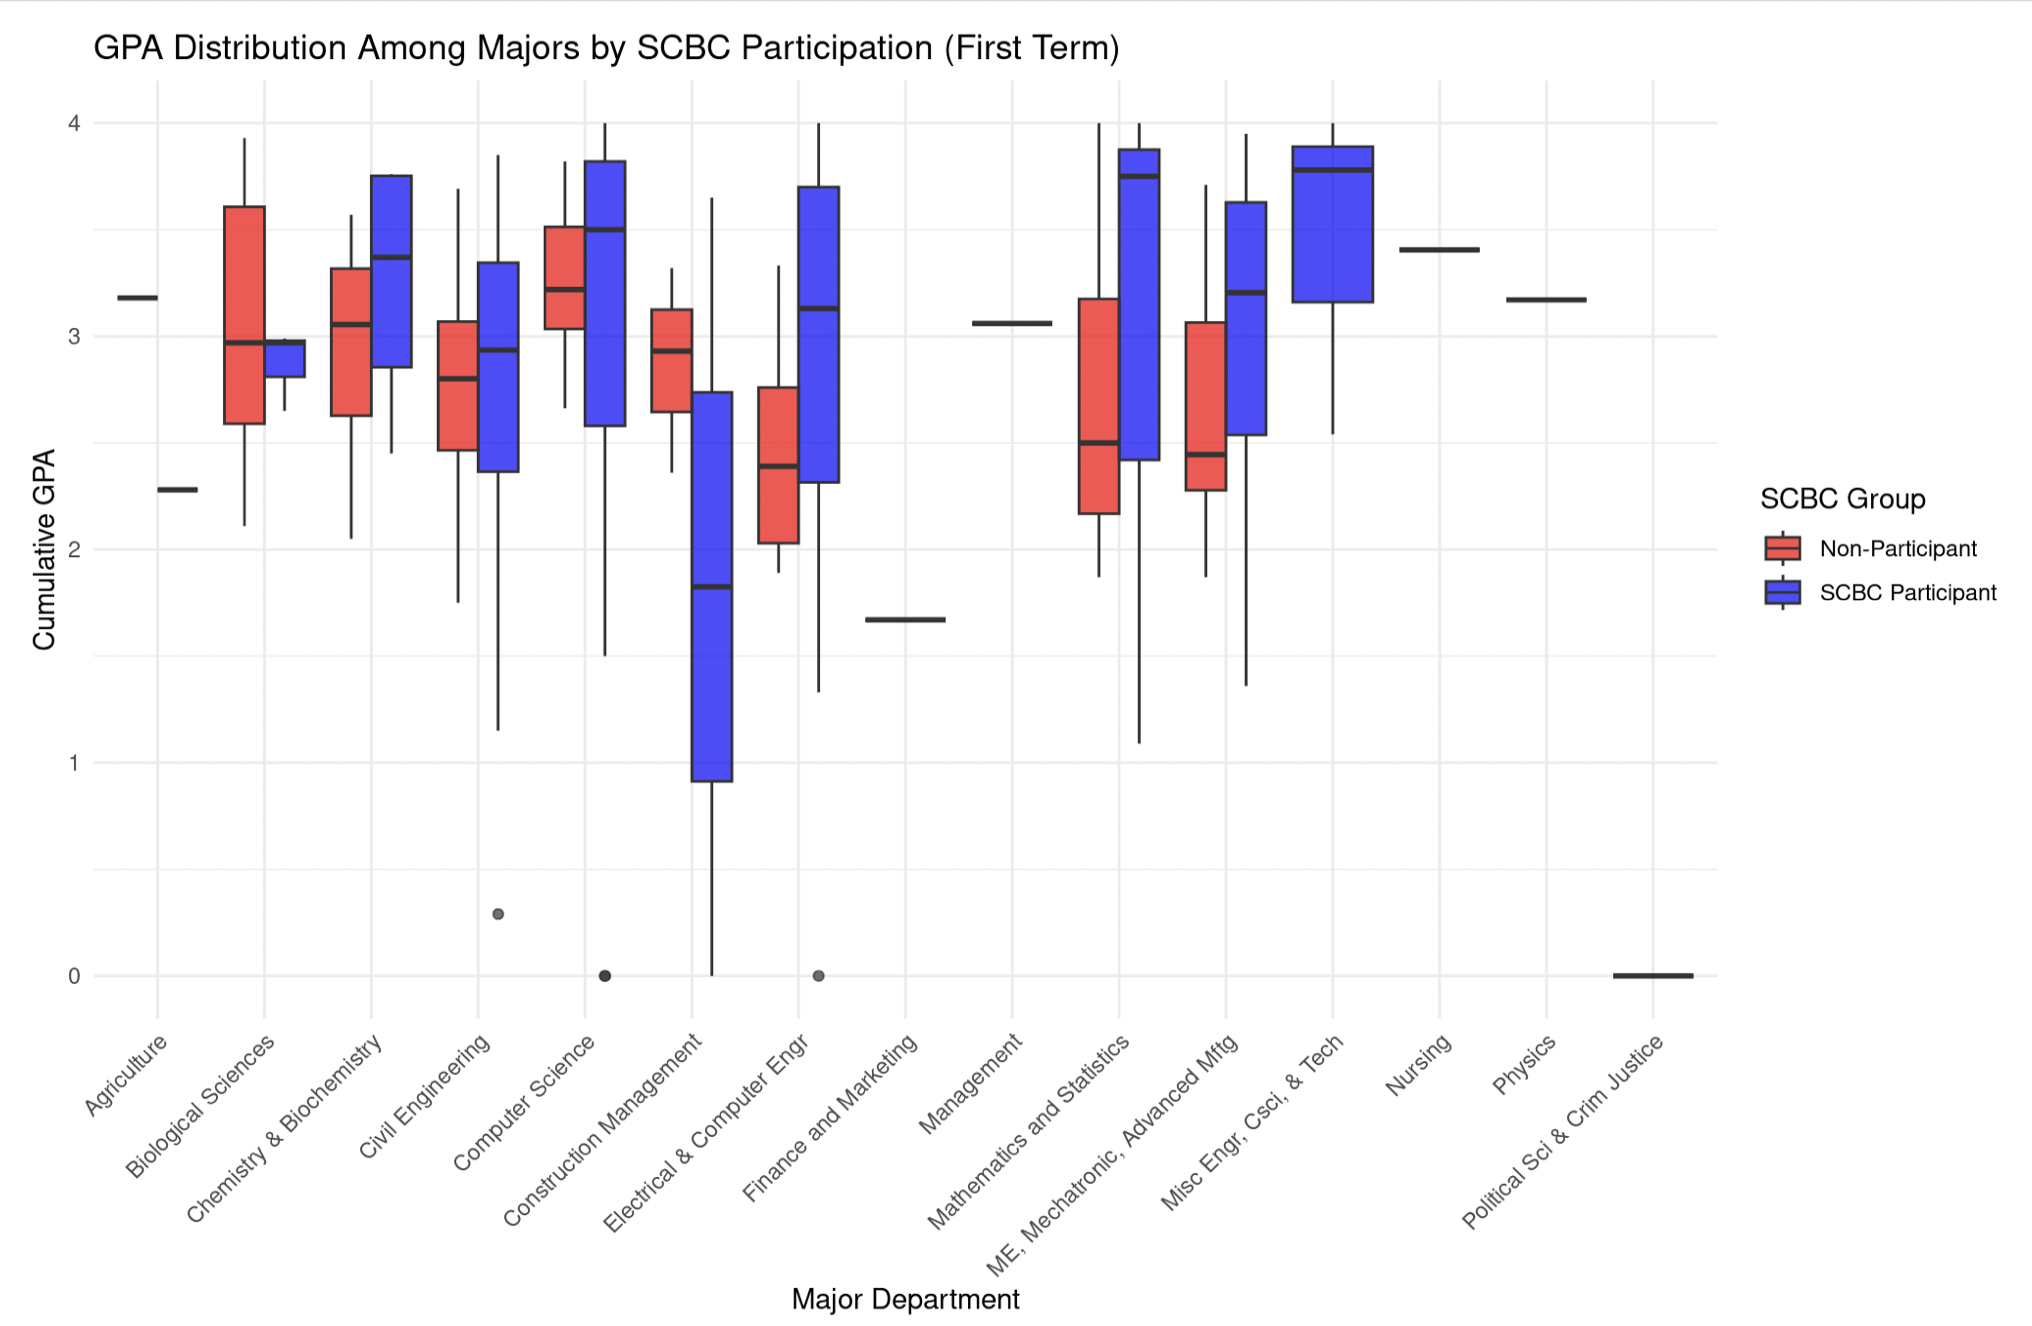 GPA Distribution Among Majors by SCBC Participation (First Term)
4
3
2
1
0
Cumulative GPA
Agriculture
Biological Sciences
Chemistry & Biochemistry
Civil Engineering
Computer Science
Construction Management
Electrical & Computer Engr
Finance and Marketing
Management
Mathematics and Statistics
ME, Mechatronic, Advanced Mftg
Misc Engr, Csci, & Tech
Nursing
Physics
Political Sci & Crim Justice
Major Department
SCBC Group
Non-Participant
SCBC Participant